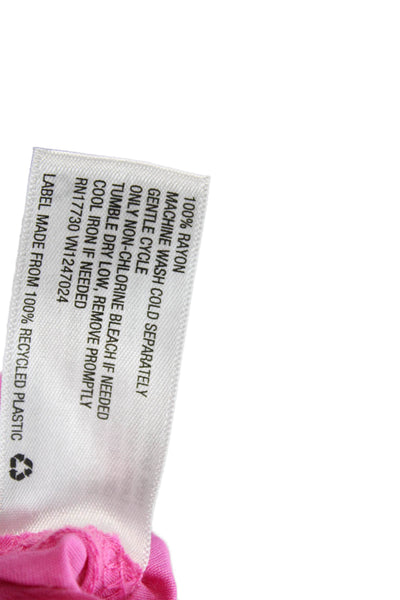 100% RAYON
MACHINE WASH COLD SEPARATELY
GENTLE CYCLE
ONLY NON-CHLORINE BLEACH IF NEEDED
TUMBLE DRY LOW, REMOVE PROMPTLY
COOL IRON IF NEEDED
RN17730 VN1247024
LABEL MADE FROM 100% RECYCLED PLASTIC